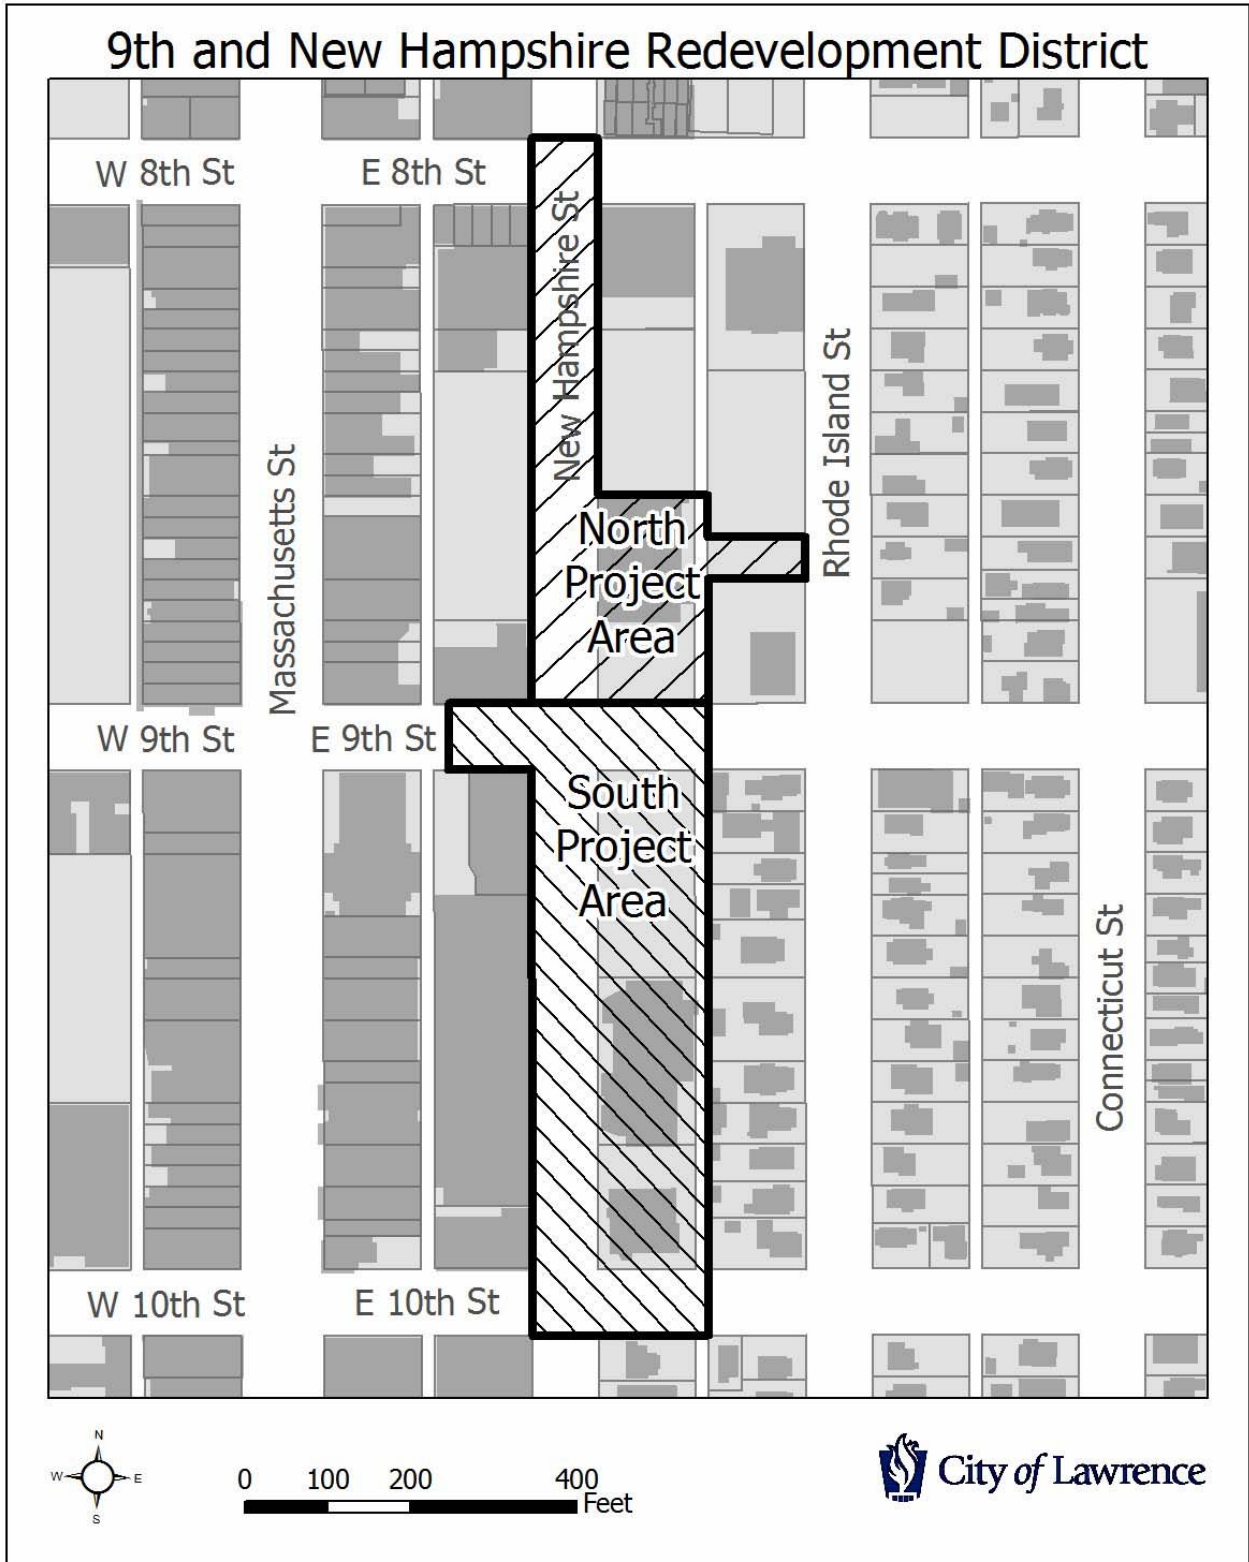 9th and New Hampshire Redevelopment District
W 8th St
E 8th St
New Hampshire St
Rhode Island St
Massachusetts St
North
Project
Area
W 9th St
E 9th St
South
Project
Area
Connecticut St
W 10th St
E 10th St
N
W
E
S
0 100 200 400
Feet
City of Lawrence